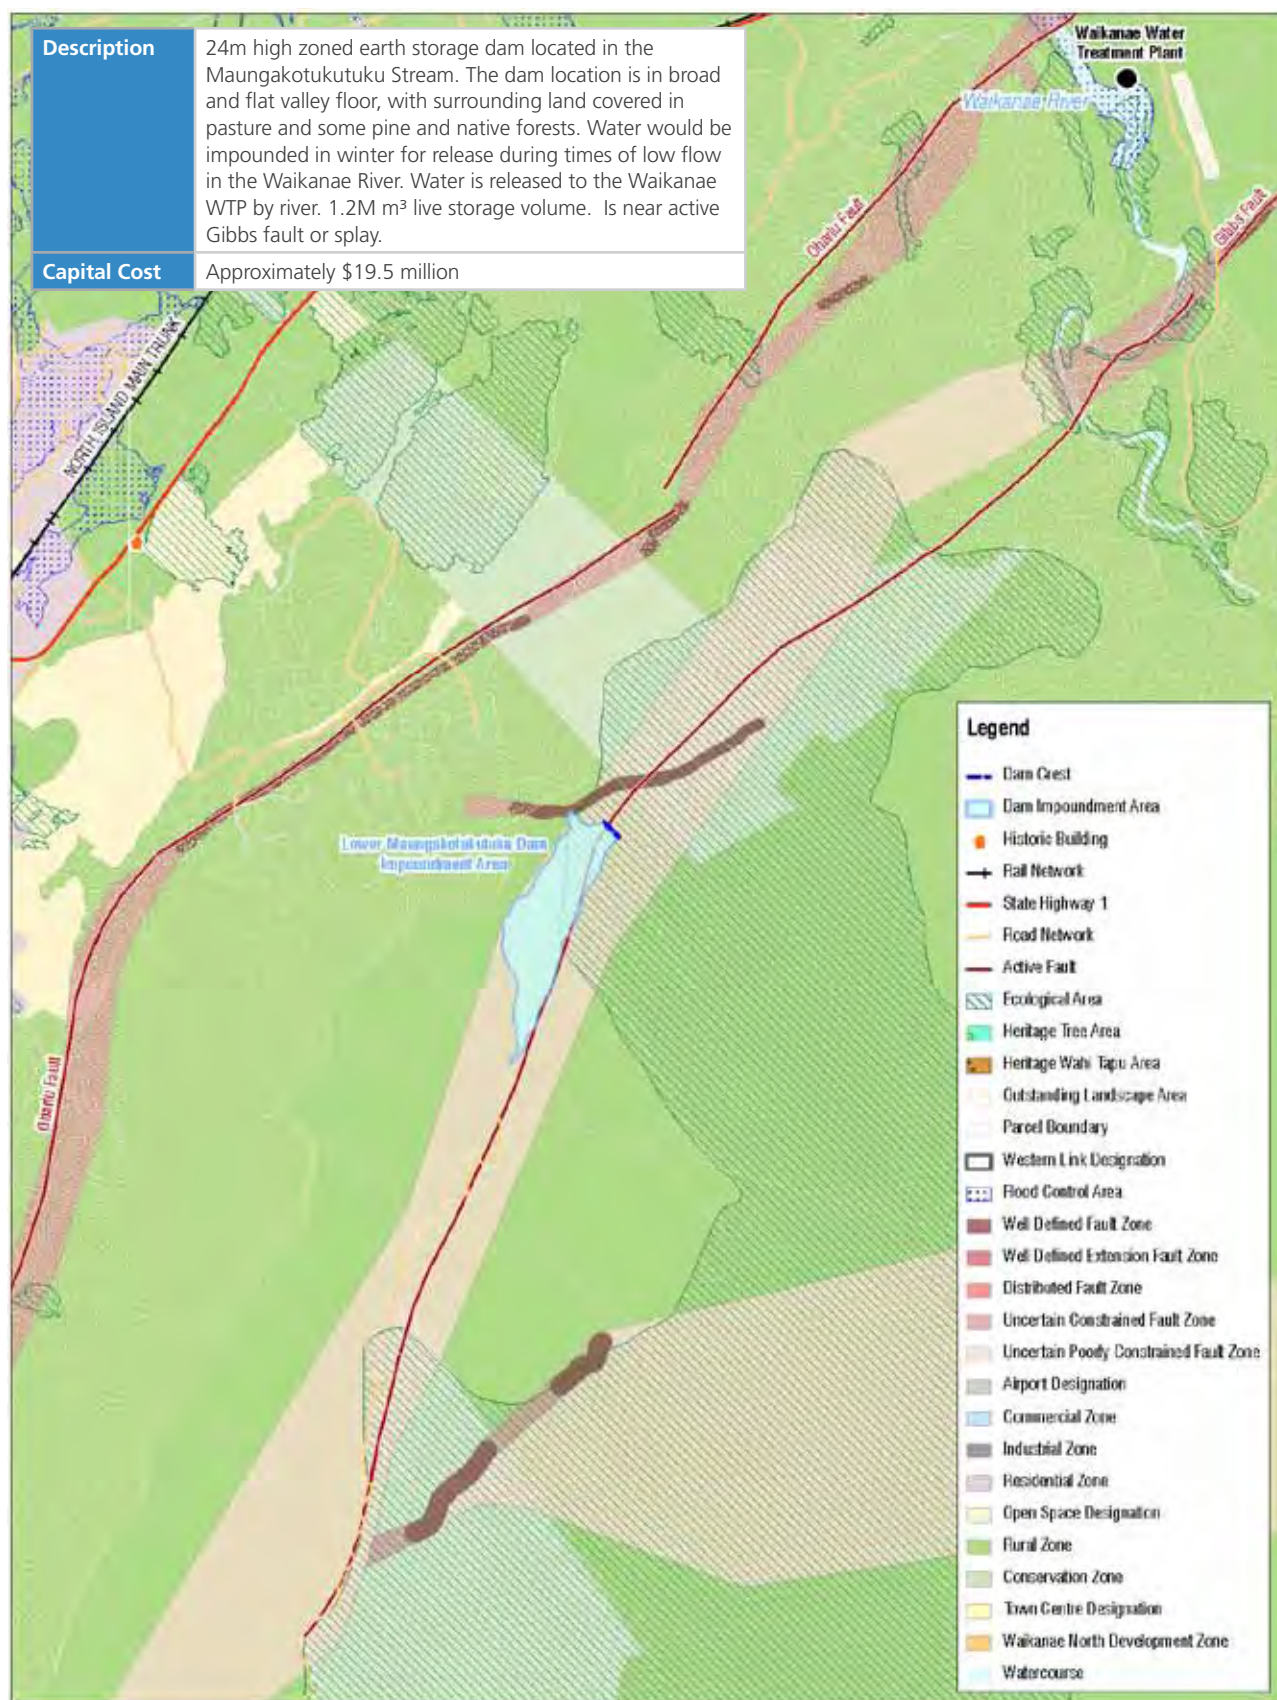 Description
24m high zoned earth storage dam located in the
Maungakotukutuku Stream. The dam location is in broad
and flat valley floor, with surrounding land covered in
pasture and some pine and native forests. Water would be
impounded in winter for release during times of low flow
in the Waikanae River. Water is released to the Waikanae
WTP by river. 1.2M m³ live storage volume.  Is near active
Gibbs fault or splay.
Capital Cost
Approximately $19.5 million
Waikanae Water
Treatment Plant
Waikanae River
Ohariu Fault
Gibbs Fault
NORTH ISLAND MAIN TRUNK
Lower Maungakotukutuku Dam
Impoundment Area
Ohariu Fault
Legend
Dam Crest
Dam Impoundment Area
Historic Building
Rail Network
State Highway 1
Road Network
Active Fault
Ecological Area
Heritage Tree Area
Heritage Wahi Tapu Area
Outstanding Landscape Area
Parcel Boundary
Western Link Designation
Flood Control Area
Well Defined Fault Zone
Well Defined Extension Fault Zone
Distributed Fault Zone
Uncertain Constrained Fault Zone
Uncertain Poorly Constrained Fault Zone
Airport Designation
Commercial Zone
Industrial Zone
Residential Zone
Open Space Designation
Rural Zone
Conservation Zone
Town Centre Designation
Waikanae North Development Zone
Watercourse